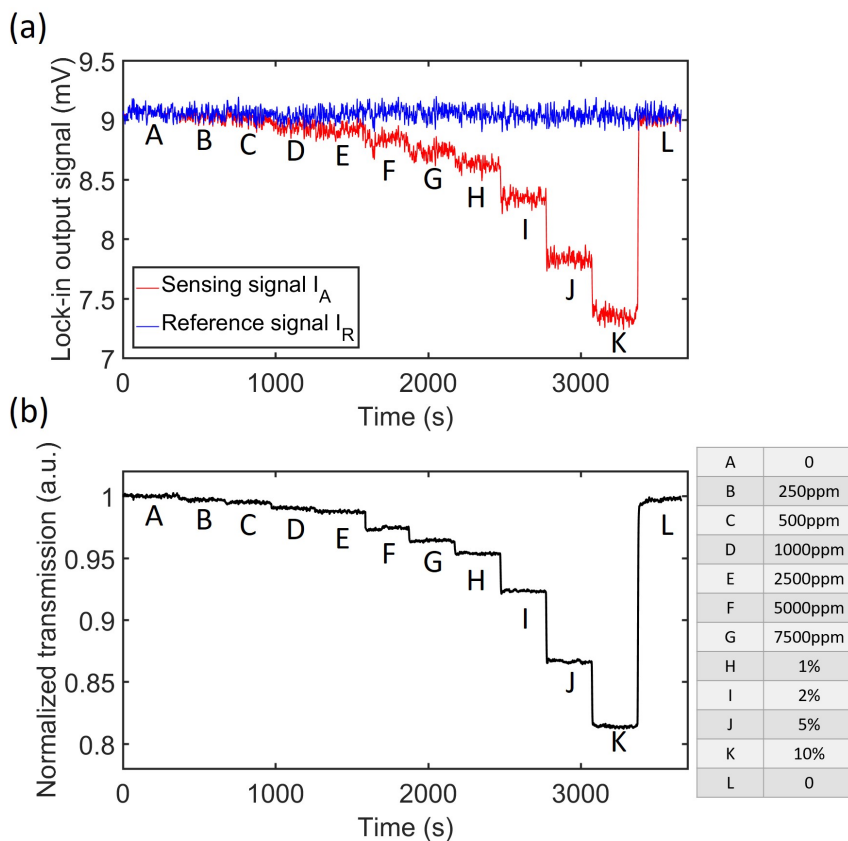 (a)
Lock-in output signal (mV)
9.5
9
8.5
8
7.5
7
A
B
C
D
E
F
G
H
I
J
K
L
Sensing signal I_A
Reference signal I_R
0
1000
2000
3000
Time (s)
(b)
Normalized transmission (a.u.)
1
0.95
0.9
0.85
0.8
A
B
C
D
E
F
G
H
I
J
K
L
0
1000
2000
3000
Time (s)
A 0
B 250ppm
C 500ppm
D 1000ppm
E 2500ppm
F 5000ppm
G 7500ppm
H 1%
I 2%
J 5%
K 10%
L 0